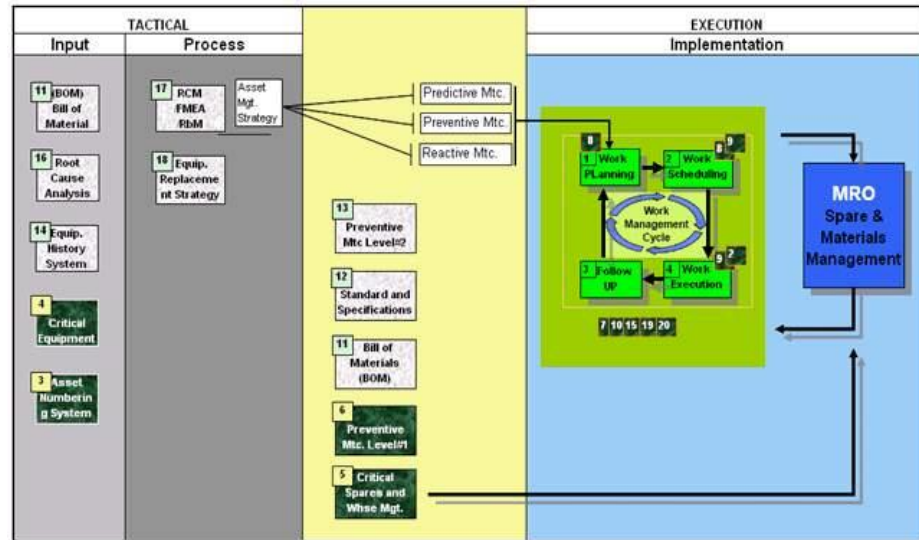 TACTICAL
EXECUTION
Input
Process
Implementation
11
(BOM)
Bill of
Material
16
Root
Cause
Analysis
14
Equip.
History
System
4
Critical
Equipment
3
Asset
Numberin
g System
17
RCM
FMEA
RbM
Asset
Mgt.
Strategy
18
Equip.
Replaceme
nt Strategy
Predictive Mtc.
Preventive Mtc.
Reactive Mtc.
13
Preventive
Mtc Level#2
12
Standard and
Specifications
11
Bill of
Materials
(BOM)
6
Preventive
Mtc. Level#1
5
Critical
Spares and
Whse Mgt.
8
1 Work
PLanning
8 9
2 Work
Scheduling
Work
Management
Cycle
3 Follow
UP
9 2
4 Work
Execution
7 10 15 19 20
MRO
Spare &
Materials
Management